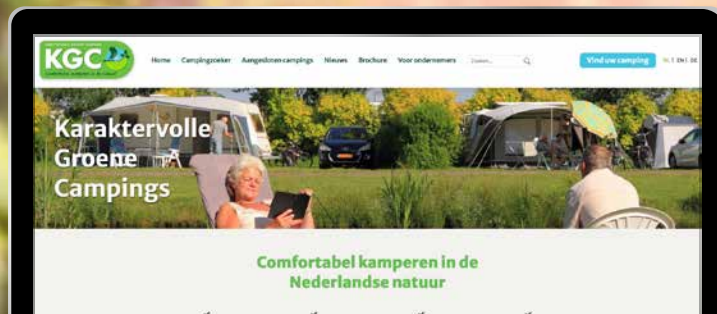 KGC
Home Campingzoeker Aangesloten campings Nieuws Brochure Voor ondernemers Zoeken... Vind uw camping NL | EN | DE
Karaktervolle
Groene
Campings
Comfortabel kamperen in de
Nederlandse natuur